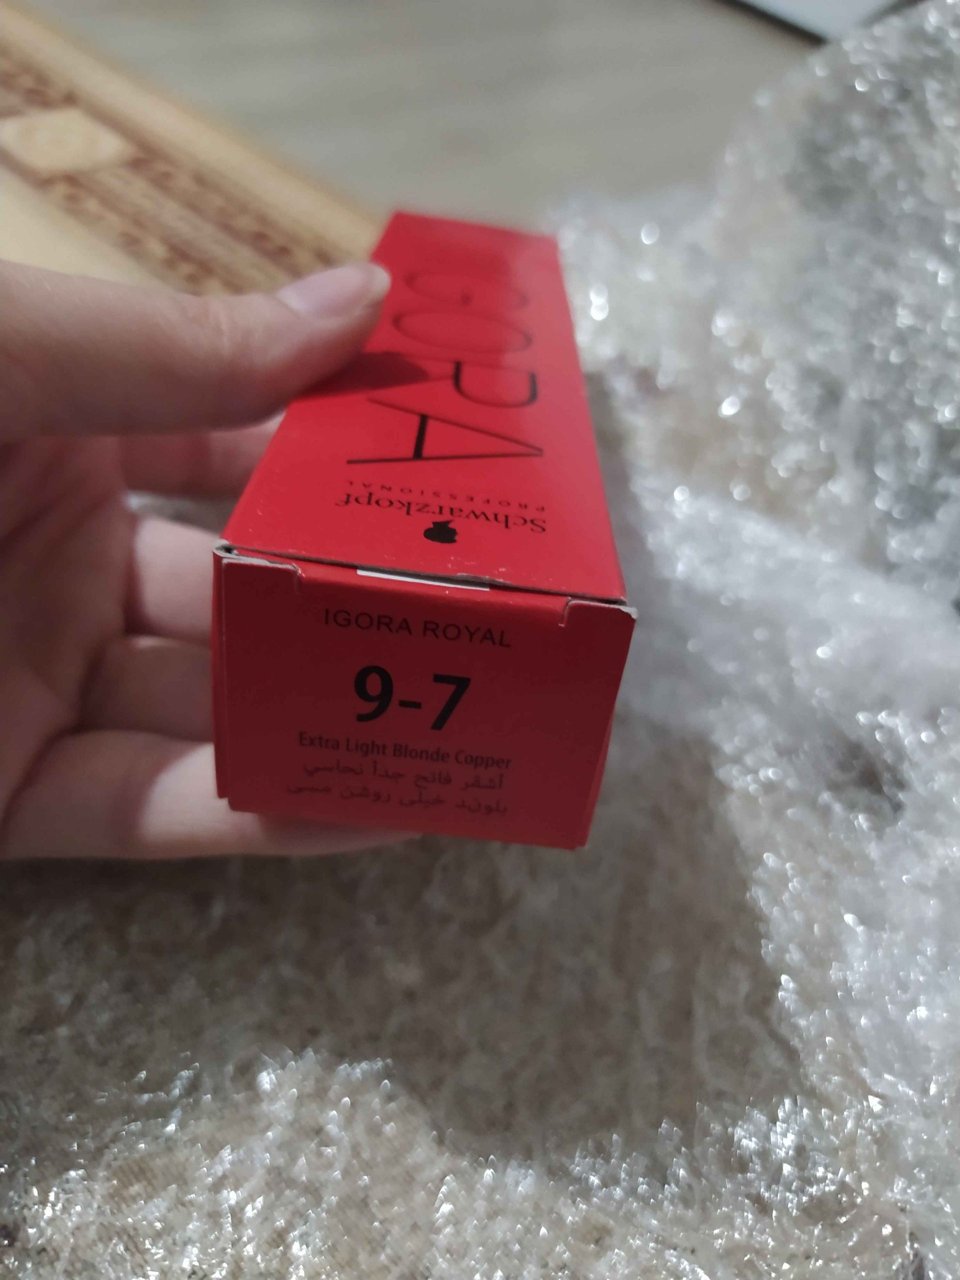 IGORA
PROFESSIONAL
Schwarzkopf
IGORA ROYAL
9-7
Extra Light Blonde Copper
أشقر فاتح جداً نحاسي
بلوند خیلی روشن مسی